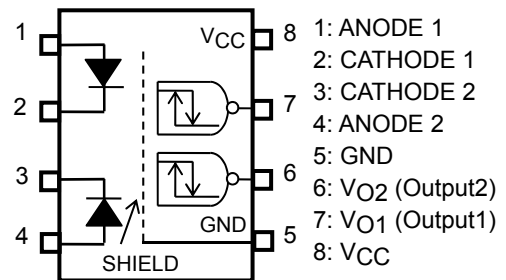 1
2
3
4
VCC
GND
SHIELD
8
7
6
5
1: ANODE 1
2: CATHODE 1
3: CATHODE 2
4: ANODE 2
5: GND
6: VO2 (Output2)
7: VO1 (Output1)
8: VCC